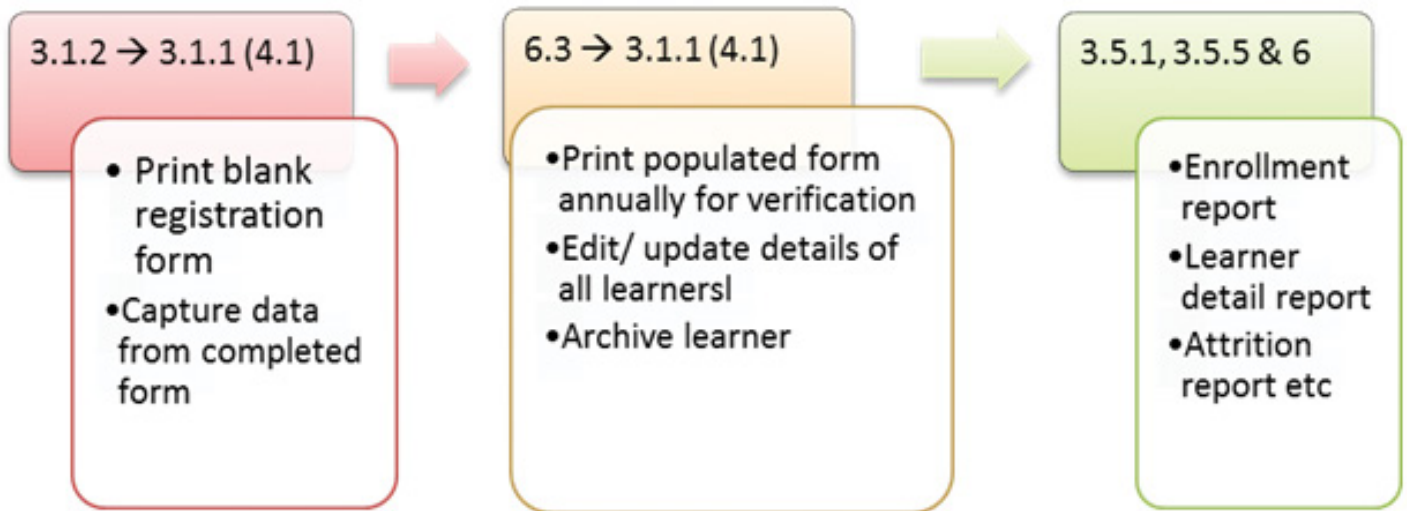 3.1.2 → 3.1.1 (4.1)
• Print blank
registration
form
•Capture data
from completed
form
6.3 → 3.1.1 (4.1)
•Print populated form
annually for verification
•Edit/ update details of
all learnersl
•Archive learner
3.5.1, 3.5.5 & 6
•Enrollment
report
•Learner
detail report
•Attrition
report etc